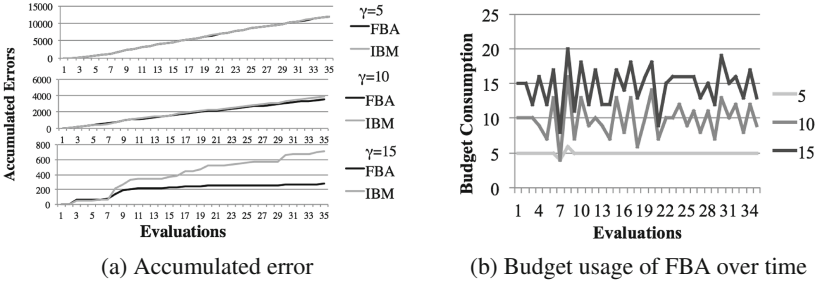 Accumulated Errors
15000
10000
5000
0
1 3 5 7 9 11 13 15 17 19 21 23 25 27 29 31 33 35
γ=5
FBA
IBM
6000
4000
2000
0
1 3 5 7 9 11 13 15 17 19 21 23 25 27 29 31 33 35
γ=10
FBA
IBM
800
600
400
200
0
1 3 5 7 9 11 13 15 17 19 21 23 25 27 29 31 33 35
γ=15
FBA
IBM
Evaluations
(a) Accumulated error
Budget Consumption
25
20
15
10
5
0
1 4 7 10 13 16 19 22 25 28 31 34
5
10
15
Evaluations
(b) Budget usage of FBA over time